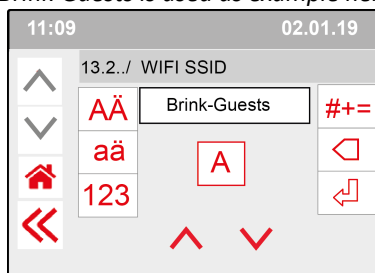 Brink-Guests is used as example
11:09 02.01.19
13.2../ WIFI SSID
AÄ Brink-Guests #+=
aä A
123